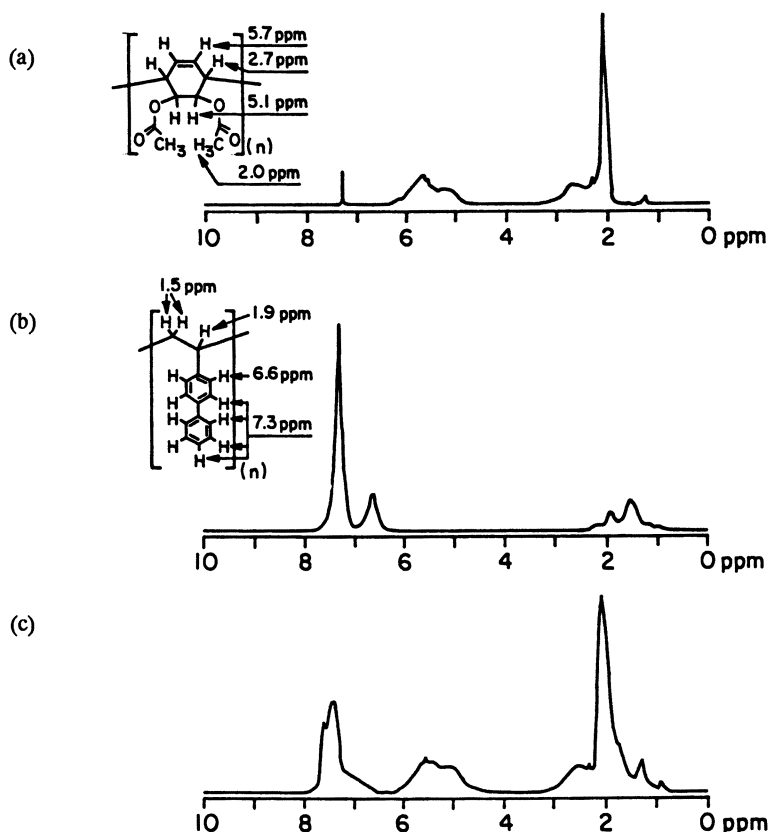 (a)
H H 5.7 ppm
H H 2.7 ppm
5.1 ppm
O H H O
O CH3 H3C O (n)
2.0 ppm
10 8 6 4 2 0 ppm
(b)
1.5 ppm
H H H 1.9 ppm
H H 6.6 ppm
H H
H H 7.3 ppm
H H
H (n)
10 8 6 4 2 0 ppm
(c)
10 8 6 4 2 0 ppm